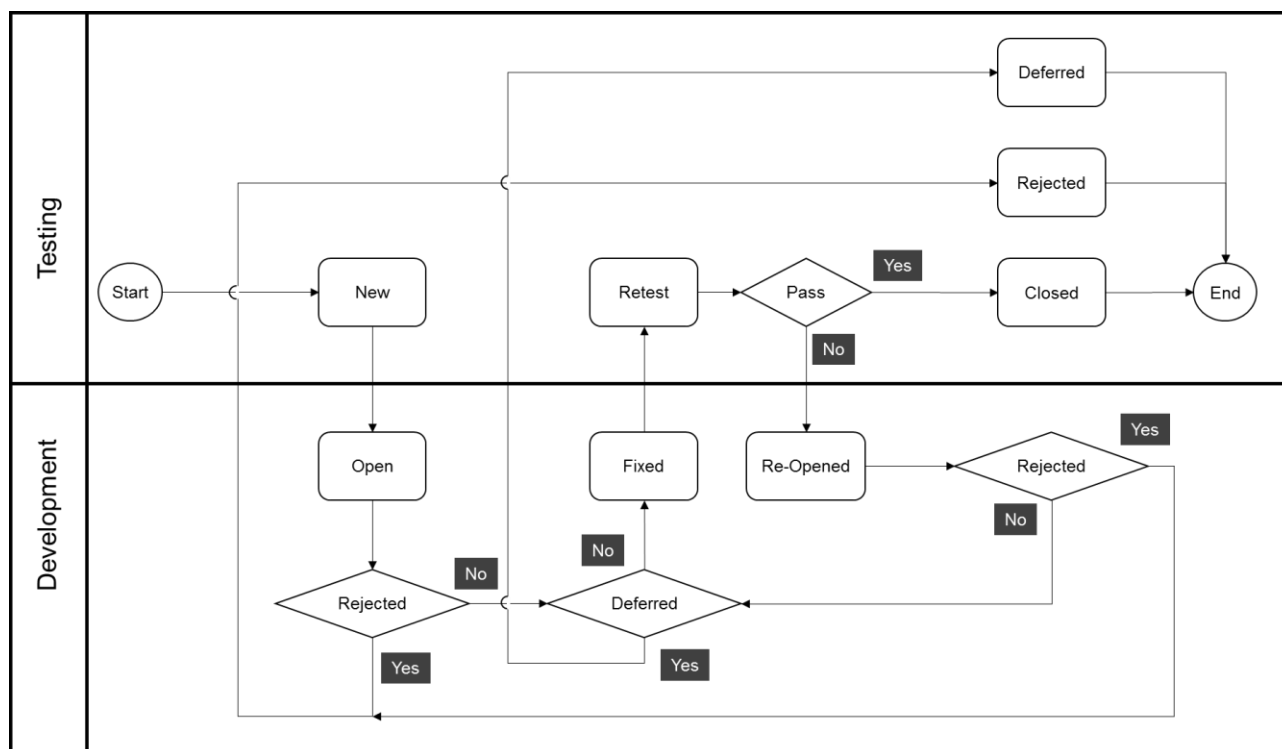 Testing
Deferred
Rejected
Start
New
Retest
Pass
Yes
Closed
End
No
Development
Open
Fixed
Re-Opened
Rejected
Yes
No
No
No
Rejected
Deferred
Yes
Yes